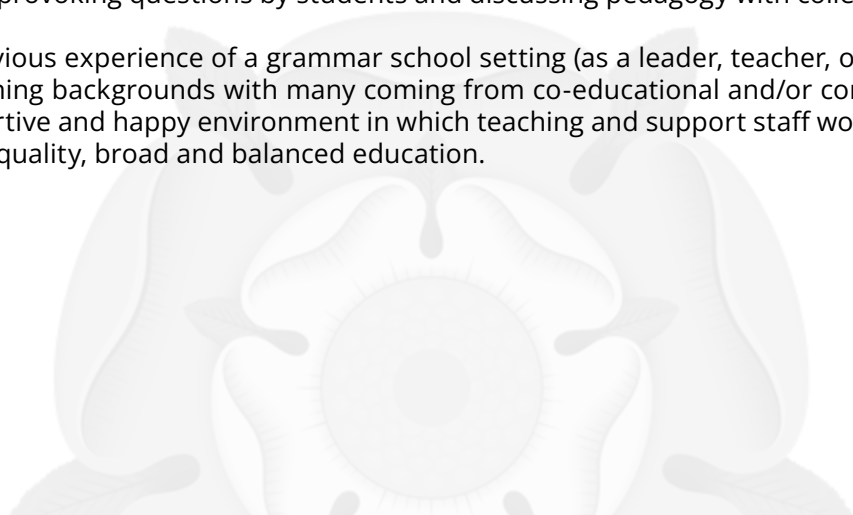 provoking questions by students and discussing pedagogy with
vious experience of a grammar school setting (as a leader, teacher, o
ning backgrounds with many coming from co-educational and/or co
rtive and happy environment in which teaching and support staff wo
quality, broad and balanced education.